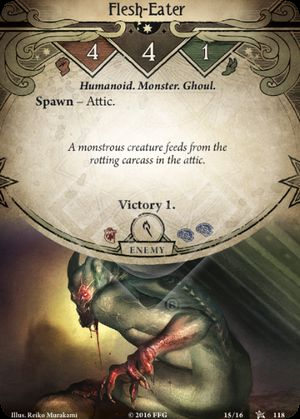 Flesh-Eater
4 4 1
Humanoid. Monster. Ghoul.
Spawn – Attic.
A monstrous creature feeds from the
rotting carcass in the attic.
Victory 1.
ENEMY
Illus. Reiko Murakami © 2016 FFG 15/16 118